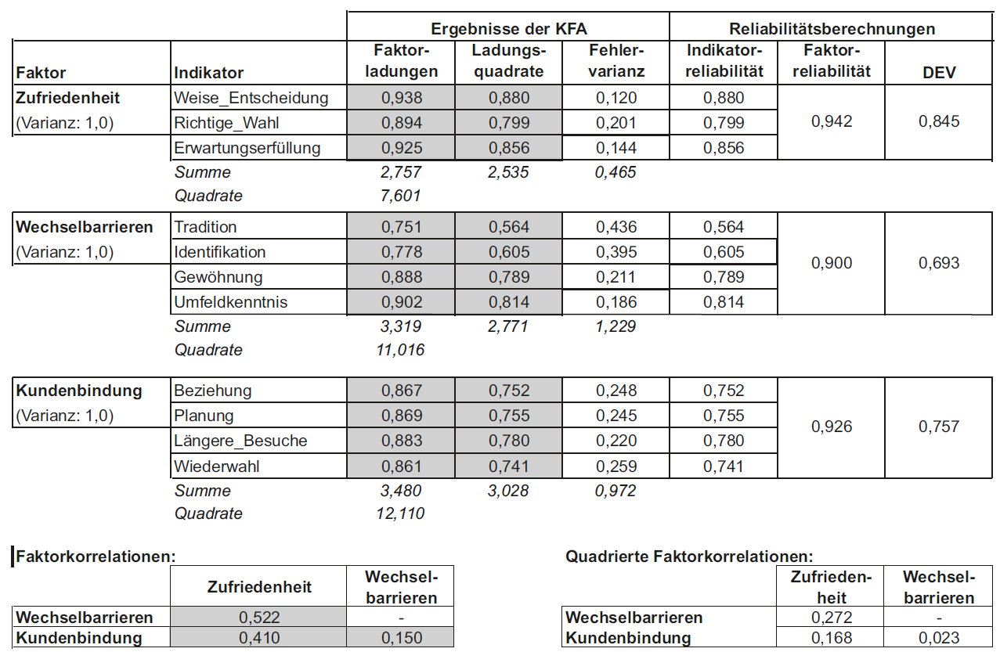 Ergebnisse der KFA Reliabilitätsberechnungen
Faktor- Ladungs- Fehler- Indikator- Faktor-
Faktor Indikator ladungen quadrate varianz reliabilität reliabilität DEV
Zufriedenheit Weise_Entscheidung 0,938 0,880 0,120 0,880
(Varianz: 1,0) Richtige_Wahl 0,894 0,799 0,201 0,799 0,942 0,845
Erwartungserfüllung 0,925 0,856 0,144 0,856
Summe 2,757 2,535 0,465
Quadrate 7,601
Wechselbarrieren Tradition 0,751 0,564 0,436 0,564
(Varianz: 1,0) Identifikation 0,778 0,605 0,395 0,605 0,900 0,693
Gewöhnung 0,888 0,789 0,211 0,789
Umfeldkenntnis 0,902 0,814 0,186 0,814
Summe 3,319 2,771 1,229
Quadrate 11,016
Kundenbindung Beziehung 0,867 0,752 0,248 0,752
(Varianz: 1,0) Planung 0,869 0,755 0,245 0,755 0,926 0,757
Längere_Besuche 0,883 0,780 0,220 0,780
Wiederwahl 0,861 0,741 0,259 0,741
Summe 3,480 3,028 0,972
Quadrate 12,110
Faktorkorrelationen:
Zufriedenheit Wechsel-
barrieren
Wechselbarrieren 0,522 -
Kundenbindung 0,410 0,150
Quadrierte Faktorkorrelationen:
Zufrieden- Wechsel-
heit barrieren
Wechselbarrieren 0,272 -
Kundenbindung 0,168 0,023